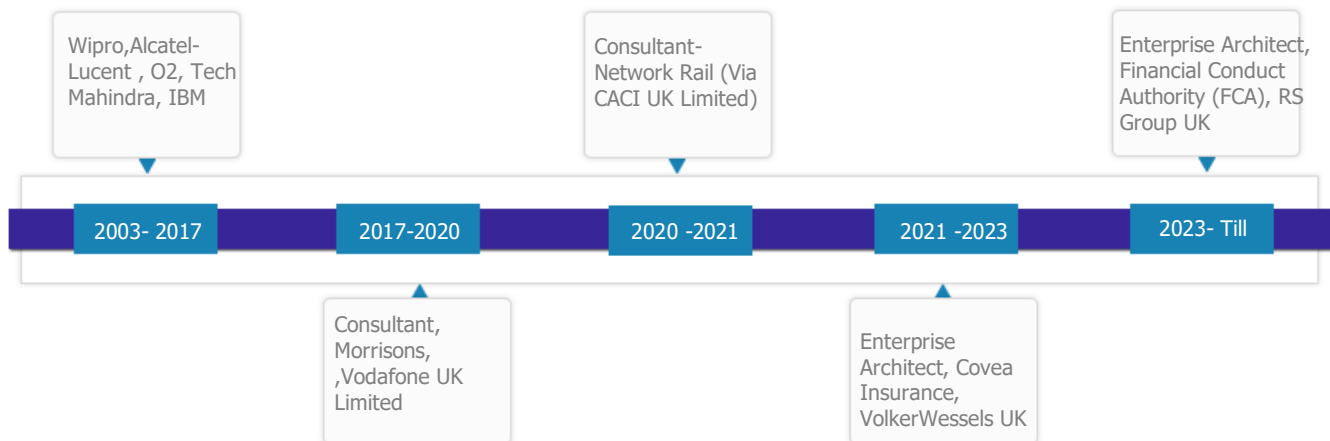 Wipro,Alcatel-
Lucent , O2, Tech
Mahindra, IBM
Consultant-
Network Rail (Via
CACI UK Limited)
Enterprise Architect,
Financial Conduct
Authority (FCA), RS
Group UK
2003- 2017
2017-2020
2020 -2021
2021 -2023
2023- Till
Consultant,
Morrisons,
,Vodafone UK
Limited
Enterprise
Architect, Covea
Insurance,
VolkerWessels UK